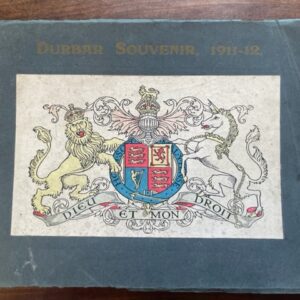 DURBAR SOUVENIR, 1911-12.
DIEU
ET MON
DROIT